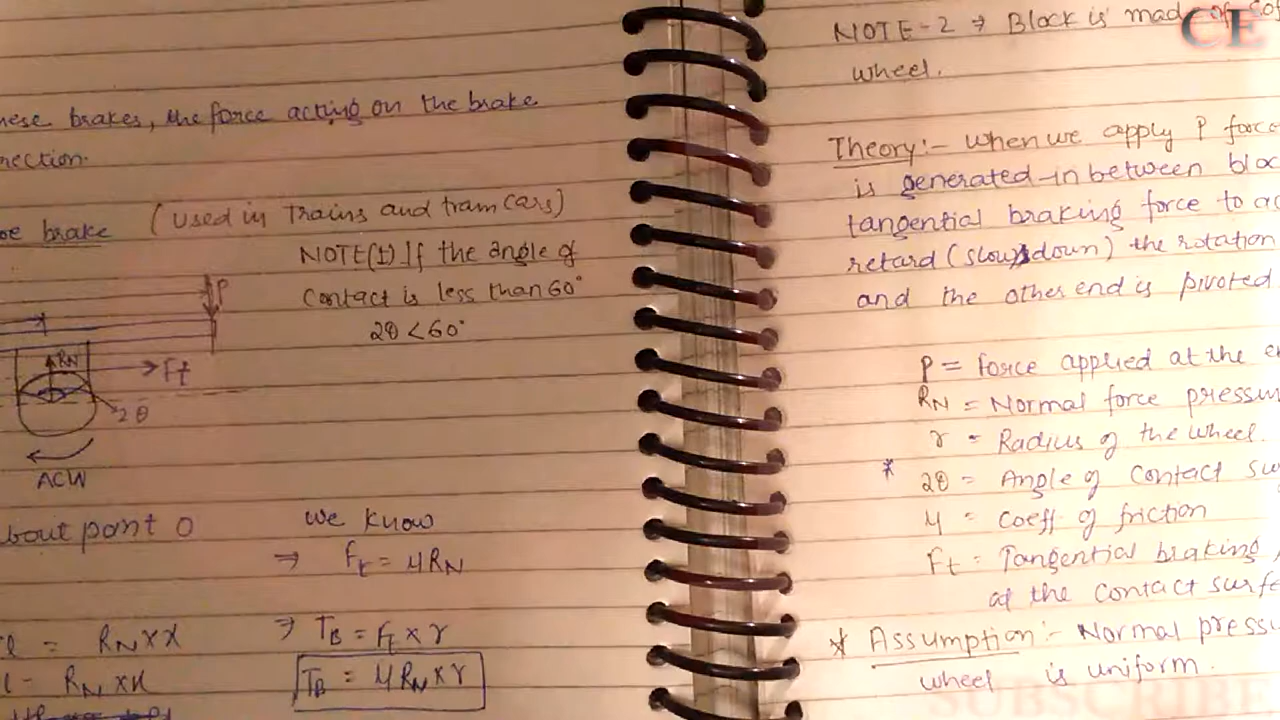 hese brakes, the force acting on the brake
rection.
oe brake (used in Trains and tram cars)
NOTE(1) If the angle of
contact is less than 60°
2θ < 60°
P
RN
Ft
2θ
ACW
bout point O
we know
⇒ Ft = μRN
l = RN × x
l = RN × x
⇒ TB = Ft × r
TB = μRN × r
CE
NOTE-2 ⇒ Block is made of
wheel.
Theory:- When we apply P force
is generated in between bloc
tangential braking force to ac
retard (slow down) the rotation
and the other end is pivoted
P = force applied at the e
RN = Normal force pressu
r = Radius of the wheel.
* 2θ = Angle of contact su
μ = Coeff of friction
Ft = Tangential braking
at the contact surf
* Assumption:- Normal pressu
wheel is uniform.
SUBSCRIBE